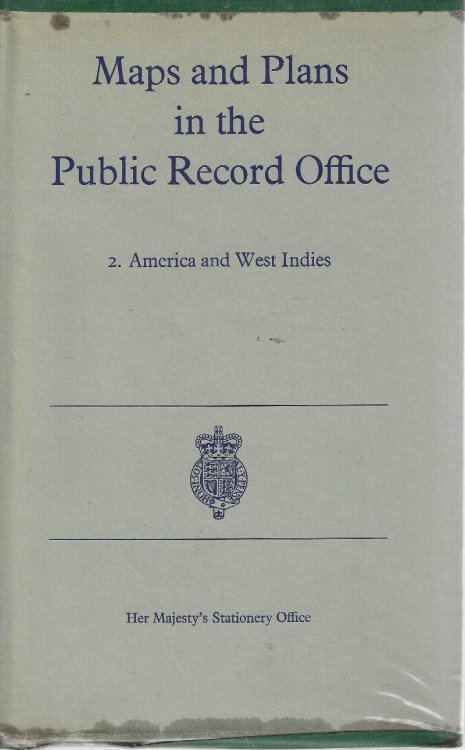 Maps and Plans
in the
Public Record Office
2. America and West Indies
Her Majesty's Stationery Office